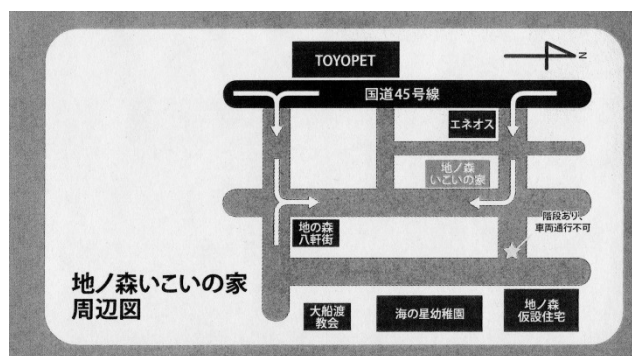 TOYOPET
N
国道45号線
エネオス
地ノ森
いこいの家
階段あり、
車両通行不可
地の森
八軒街
地ノ森いこいの家
周辺図
大船渡
教会
海の星幼稚園
地ノ森
仮設住宅